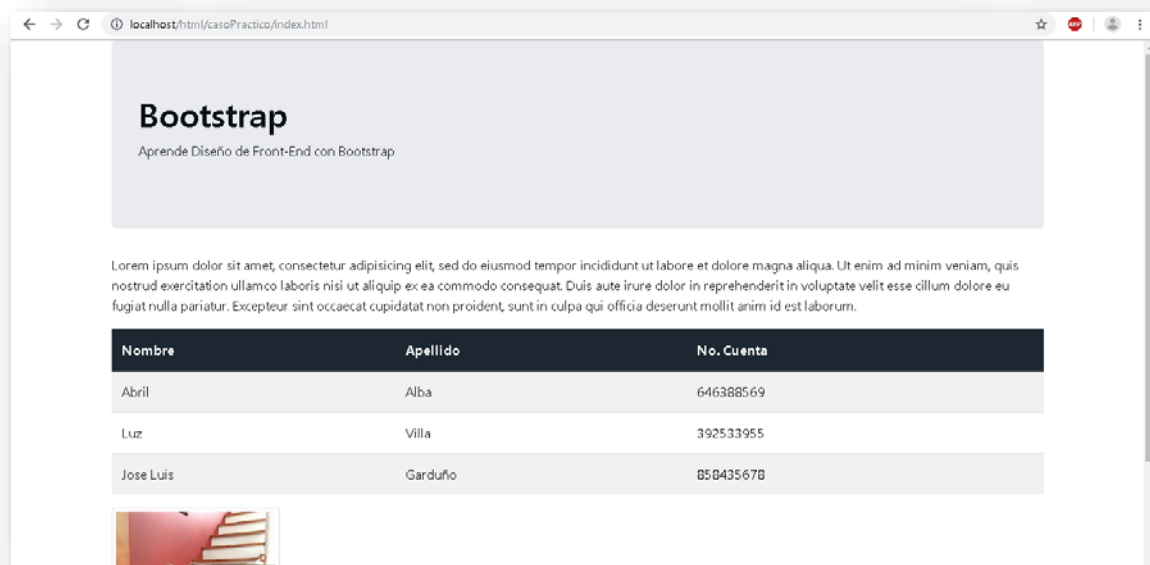 localhost/html/casoPractico/index.html
ABP
Bootstrap
Aprende Diseño de Front-End con Bootstrap
Lorem ipsum dolor sit amet, consectetur adipisicing elit, sed do eiusmod tempor incididunt ut labore et dolore magna aliqua. Ut enim ad minim veniam, quis
nostrud exercitation ullamco laboris nisi ut aliquip ex ea commodo consequat. Duis aute irure dolor in reprehenderit in voluptate velit esse cillum dolore eu
fugiat nulla pariatur. Excepteur sint occaecat cupidatat non proident, sunt in culpa qui officia deserunt mollit anim id est laborum.
Nombre Apellido No. Cuenta
Abril Alba 646388569
Luz Villa 392533955
Jose Luis Garduño 858435678